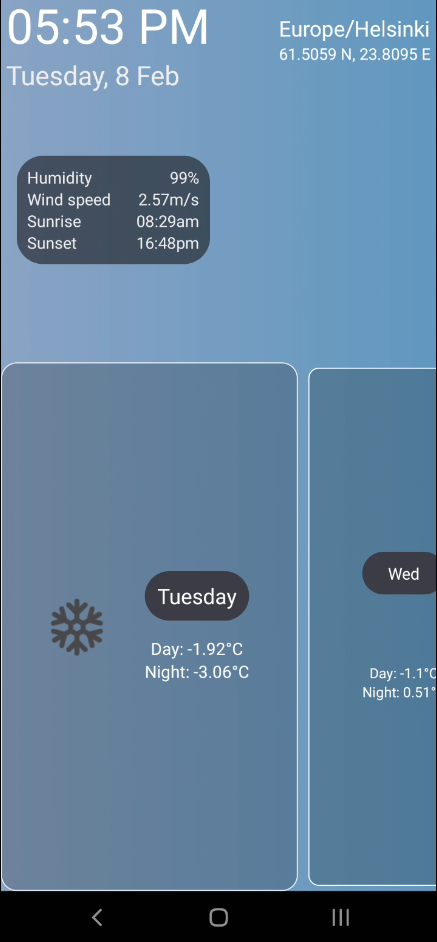 05:53 PM
Tuesday, 8 Feb
Europe/Helsinki
61.5059 N, 23.8095 E
Humidity 99%
Wind speed 2.57m/s
Sunrise 08:29am
Sunset 16:48pm
Tuesday
Day: -1.92°C
Night: -3.06°C
Wed
Day: -1.1°C
Night: 0.51°